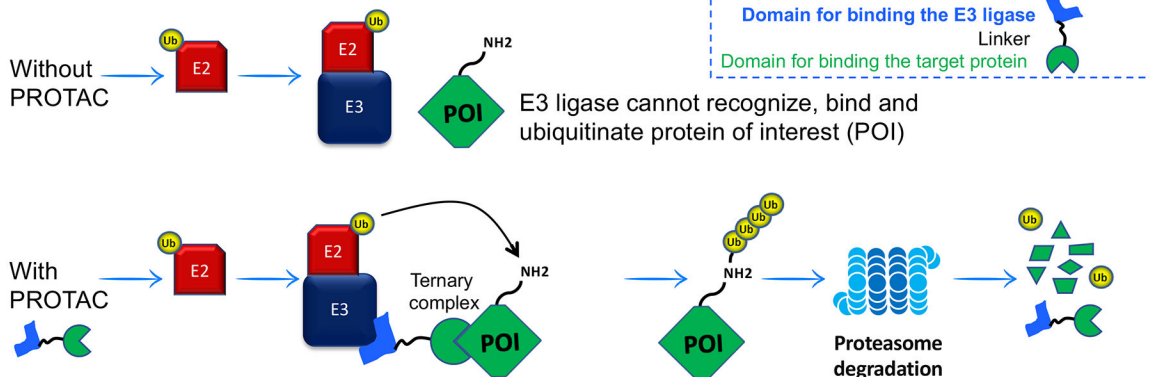 Domain for binding the E3 ligase
Linker
Domain for binding the target protein
Without
PROTAC
Ub
E2
Ub
E2
E3
NH2
POI
E3 ligase cannot recognize, bind and
ubiquitinate protein of interest (POI)
With
PROTAC
Ub
E2
Ub
E2
E3
Ternary
complex
NH2
POI
Ub
Ub
Ub
Ub
NH2
POI
Proteasome
degradation
Ub
Ub